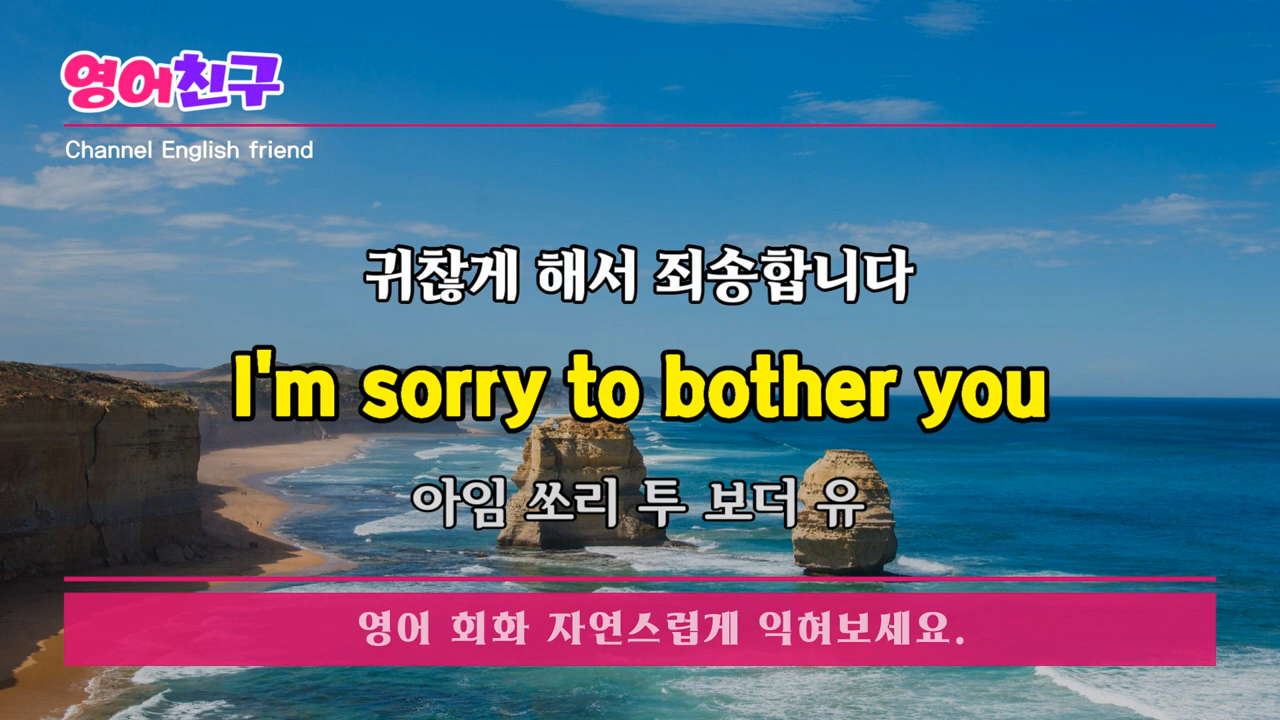 영어친구
Channel English friend
귀찮게 해서 죄송합니다
I'm sorry to bother you
아임 쏘리 투 보더 유
영어 회화 자연스럽게 익혀보세요.